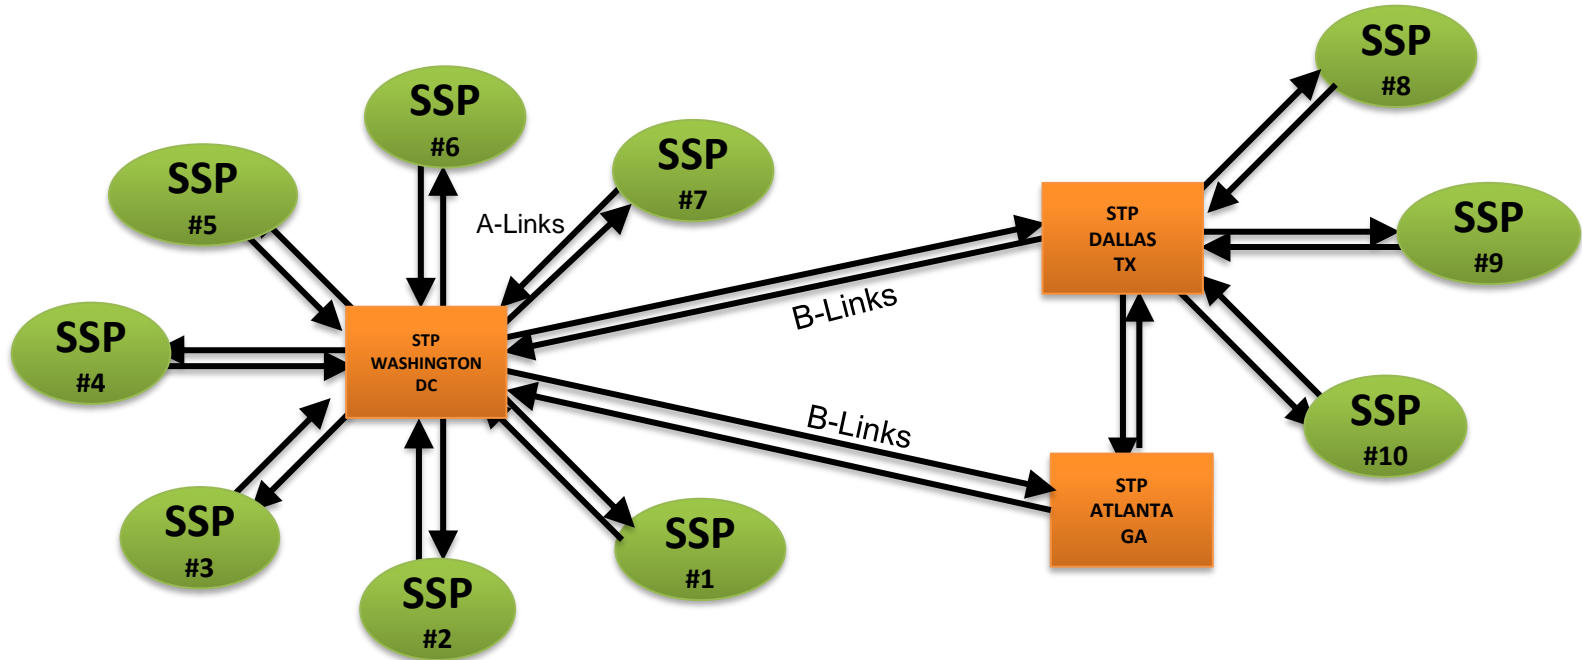 SSP
#8
SSP
#6
SSP
#7
SSP
#5
A-Links
STP
DALLAS
TX
SSP
#9
B-Links
STP
WASHINGTON
DC
SSP
#4
B-Links
SSP
#10
STP
ATLANTA
GA
SSP
#3
SSP
#1
SSP
#2